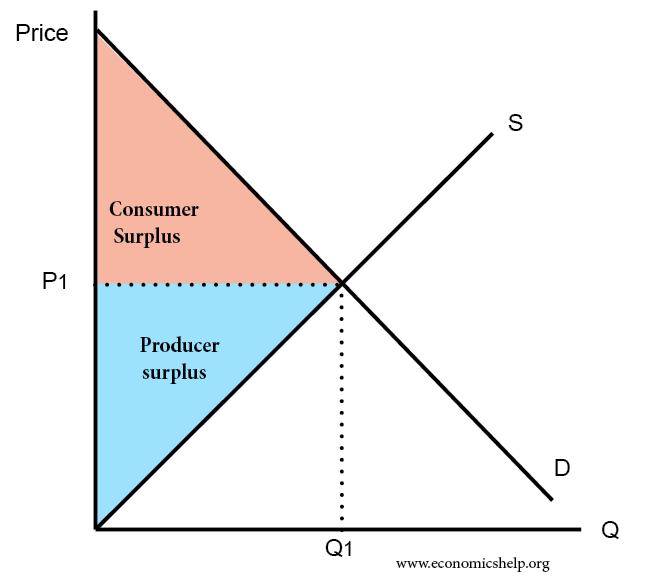 Price
S
Consumer
Surplus
P1
Producer
surplus
D
Q
Q1
www.economicshelp.org